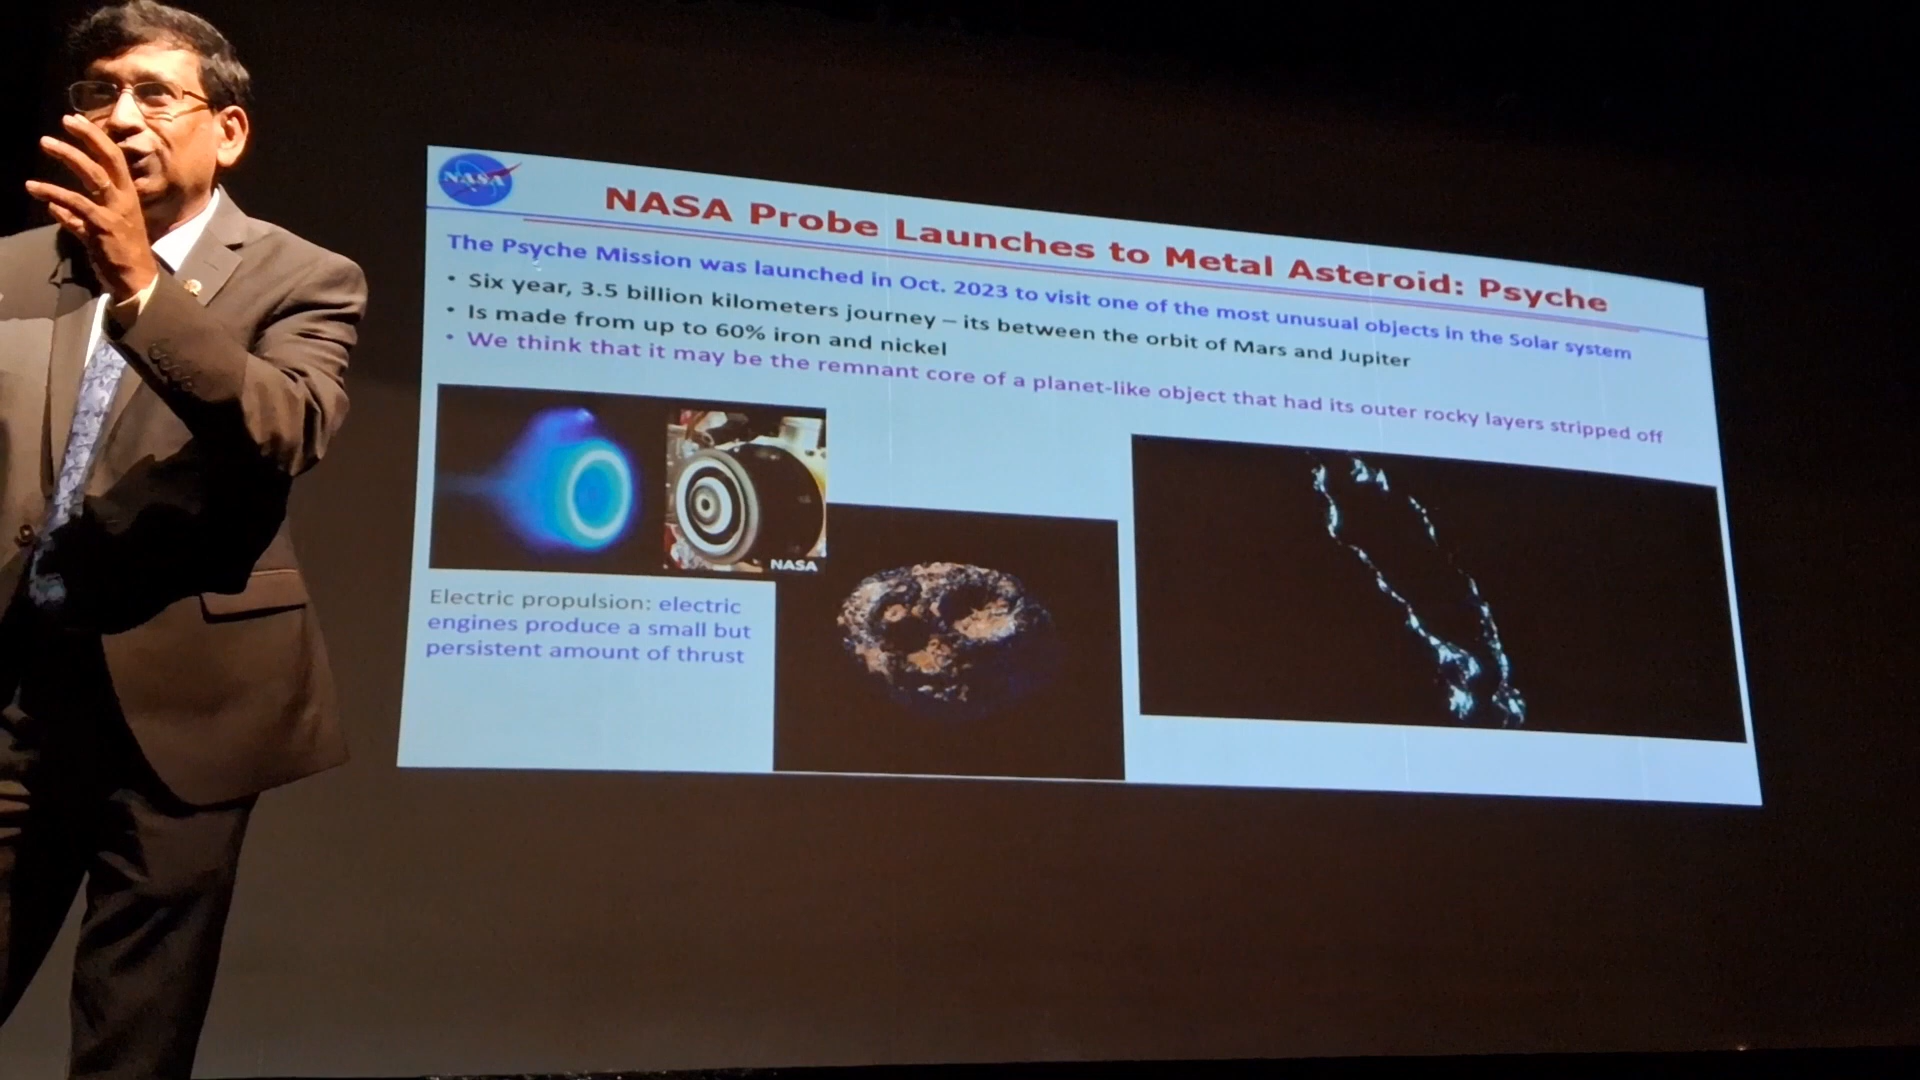 NASA
NASA Probe Launches to Metal Asteroid: Psyche
The Psyche Mission was launched in Oct. 2023 to visit one of the most unusual objects in the Solar system
• Six year, 3.5 billion kilometers journey – its between the orbit of Mars and Jupiter
• Is made from up to 60% iron and nickel
• We think that it may be the remnant core of a planet-like object that had its outer rocky layers stripped off
NASA
Electric propulsion: electric
engines produce a small but
persistent amount of thrust